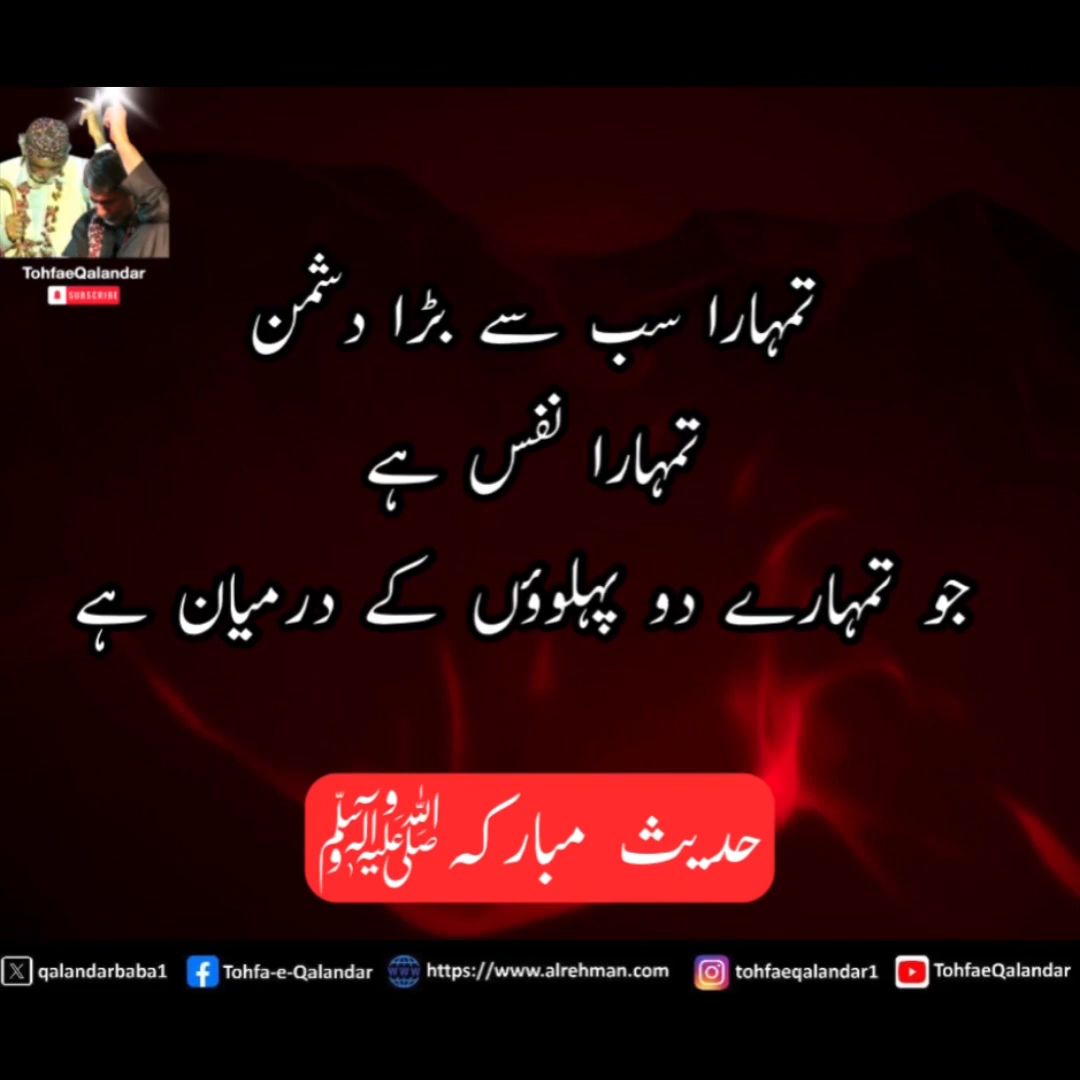 TohfaeQalandar
SUBSCRIBE
تمہارا سب سے بڑا دشمن
تمہارا نفس ہے
جو تمہارے دو پہلوؤں کے درمیان ہے
حدیث مبارکہ صلی اللہ علیہ وآلہ وسلم
qalandarbaba1 Tohfa-e-Qalandar WWW https://www.alrehman.com tohfaeqalandar1 TohfaeQalandar